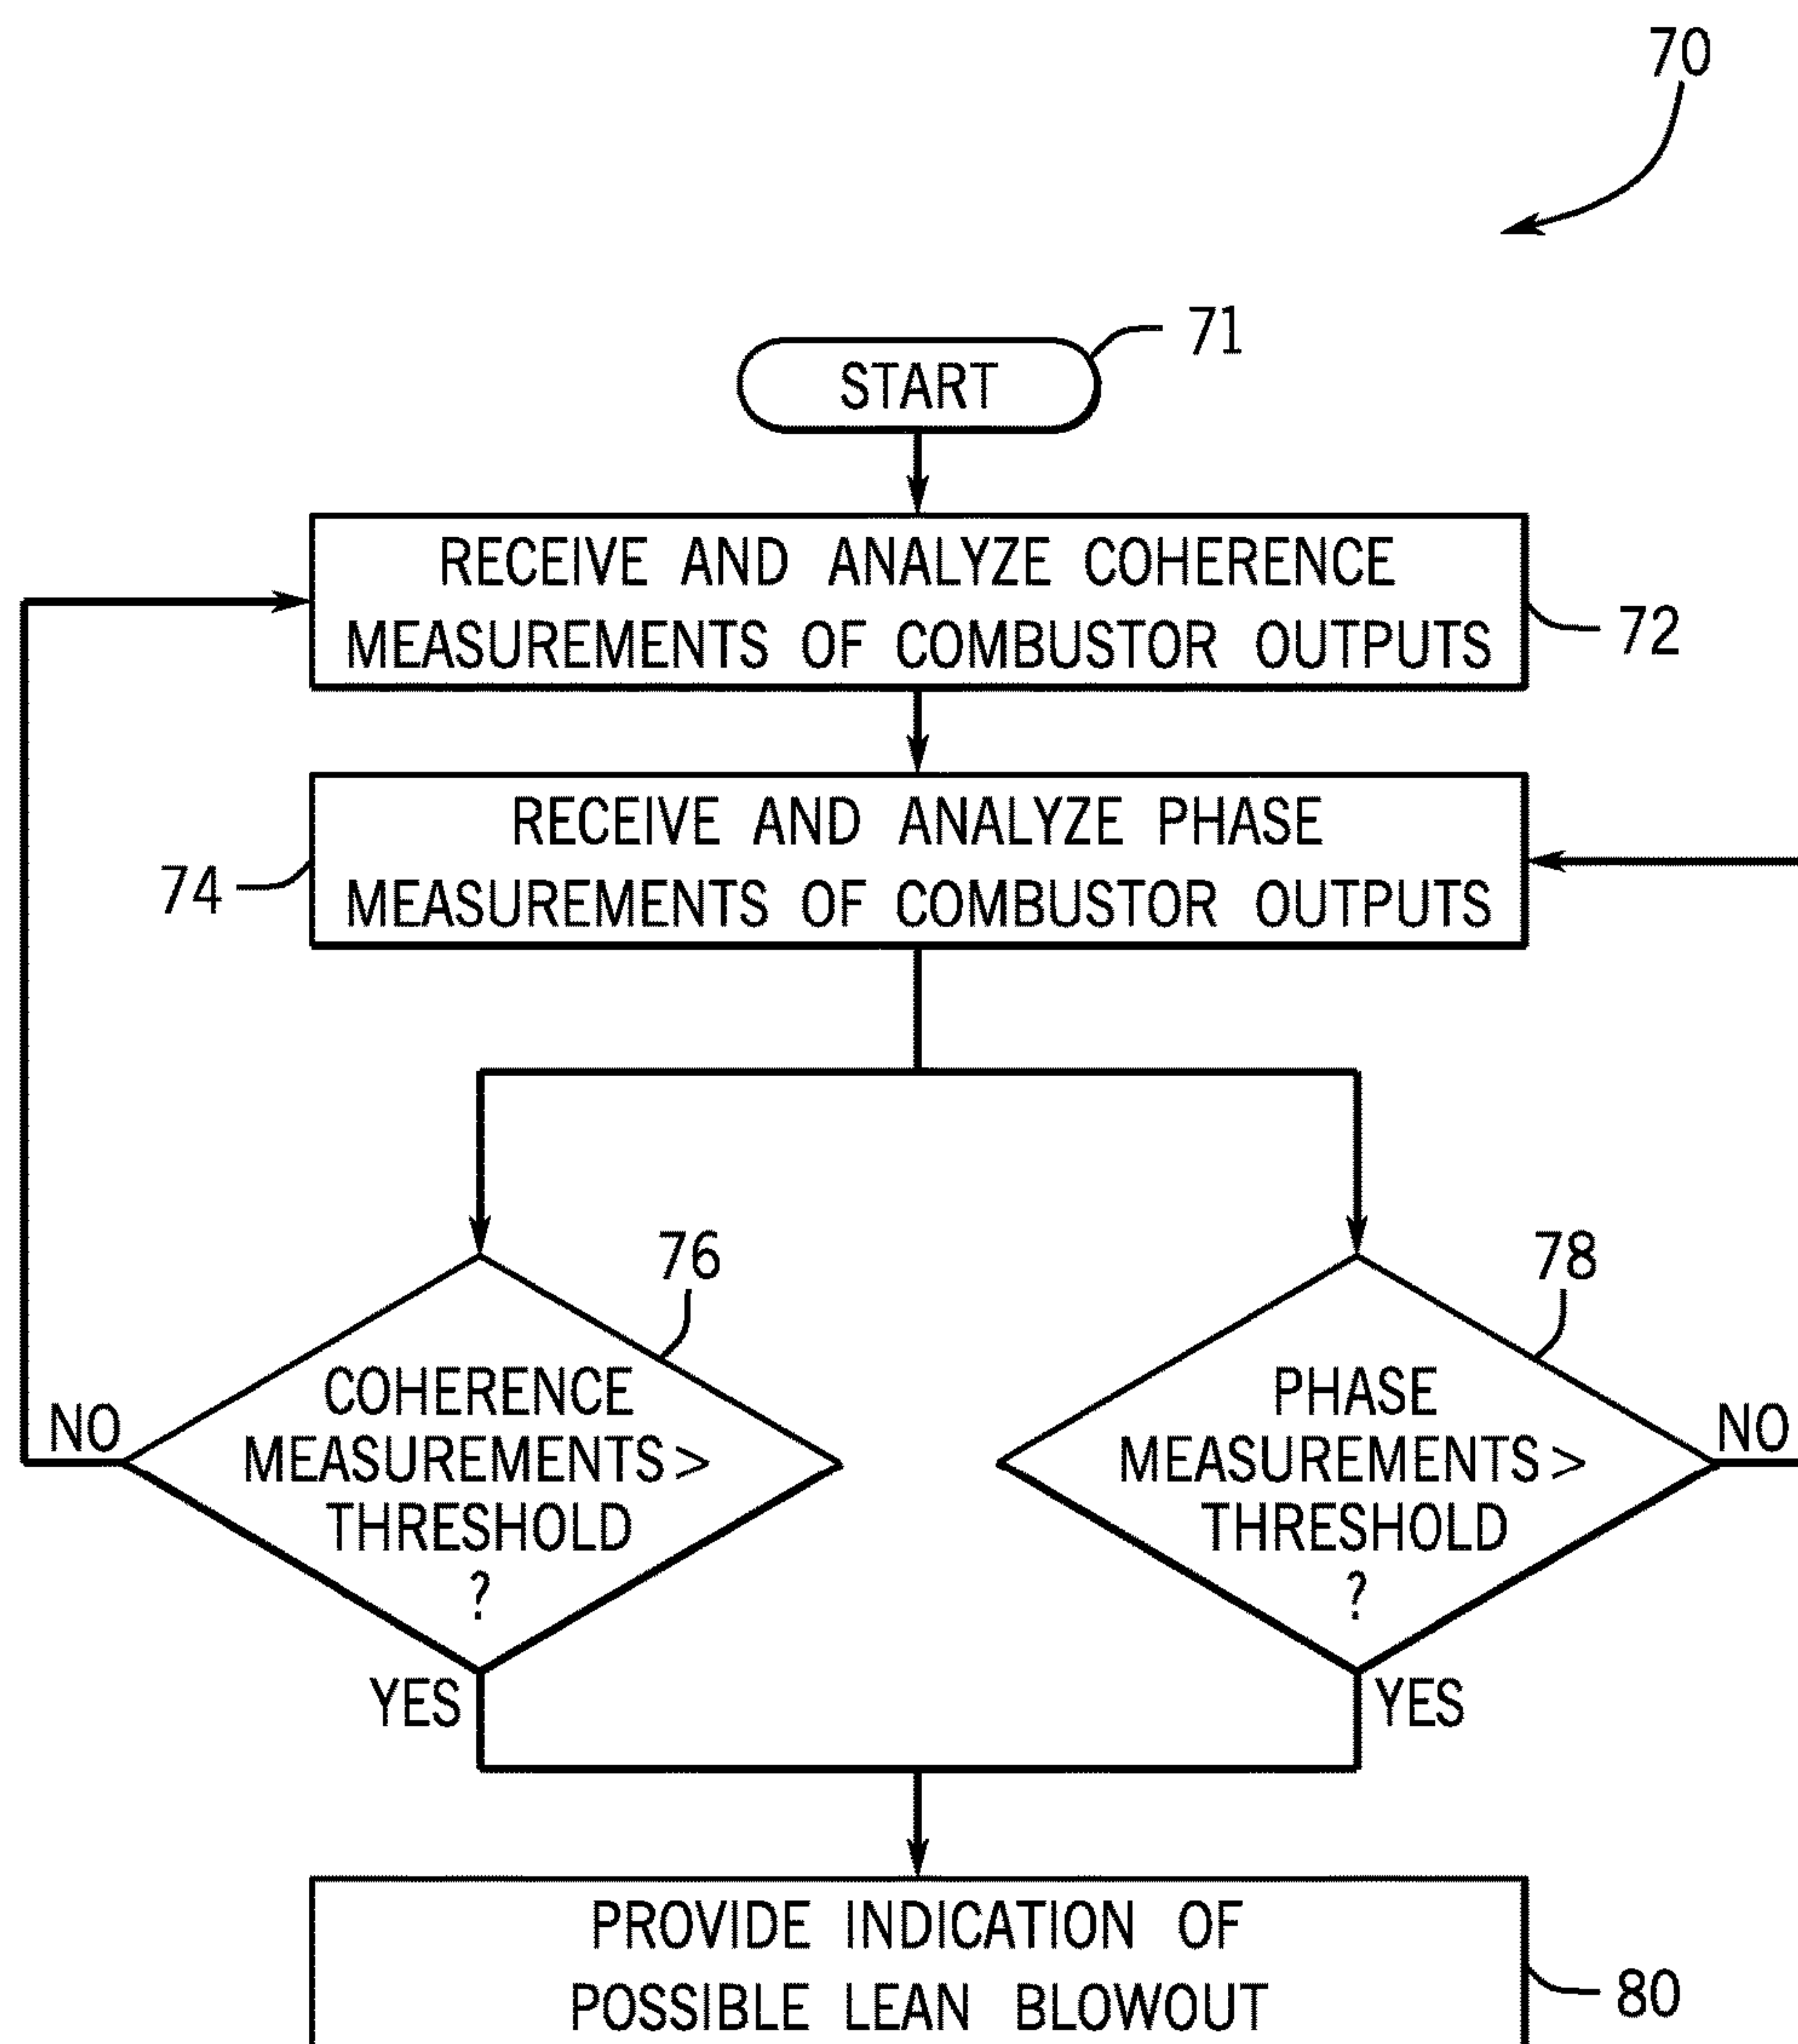 70
71
START
RECEIVE AND ANALYZE COHERENCE
MEASUREMENTS OF COMBUSTOR OUTPUTS
72
RECEIVE AND ANALYZE PHASE
MEASUREMENTS OF COMBUSTOR OUTPUTS
74
76
COHERENCE
MEASUREMENTS >
THRESHOLD
?
NO
YES
78
PHASE
MEASUREMENTS >
THRESHOLD
?
NO
YES
PROVIDE INDICATION OF
POSSIBLE LEAN BLOWOUT
80